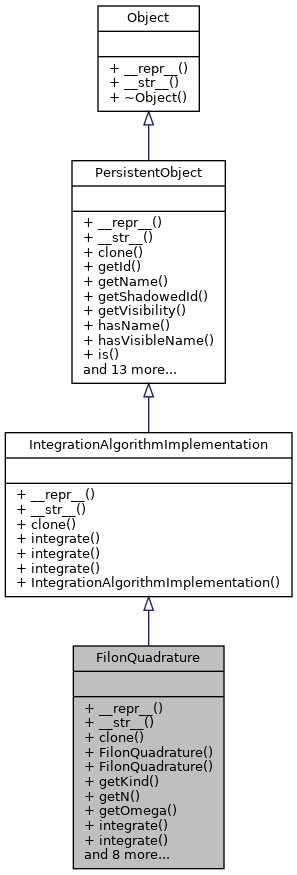 Object
+ __repr__()
+ __str__()
+ ~Object()
PersistentObject
+ __repr__()
+ __str__()
+ clone()
+ getId()
+ getName()
+ getShadowedId()
+ getVisibility()
+ hasName()
+ hasVisibleName()
+ is()
and 13 more...
IntegrationAlgorithmImplementation
+ __repr__()
+ __str__()
+ clone()
+ integrate()
+ integrate()
+ integrate()
+ IntegrationAlgorithmImplementation()
FilonQuadrature
+ __repr__()
+ __str__()
+ clone()
+ FilonQuadrature()
+ FilonQuadrature()
+ getKind()
+ getN()
+ getOmega()
+ integrate()
+ integrate()
and 8 more...